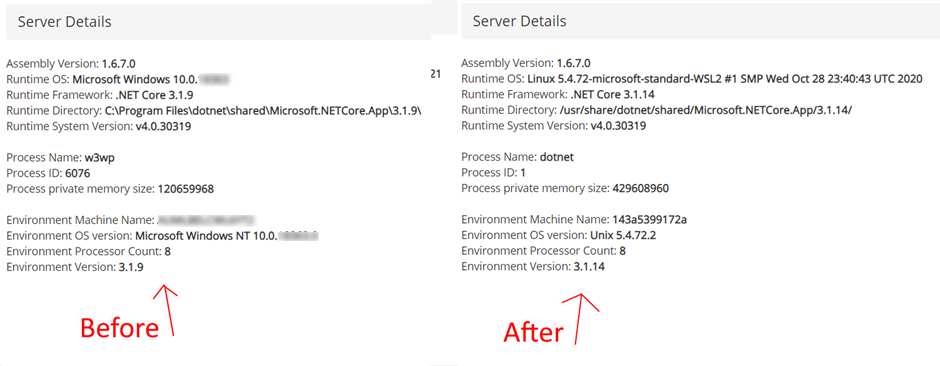 Server Details
Assembly Version: 1.6.7.0
Runtime OS: Microsoft Windows 10.0.
Runtime Framework: .NET Core 3.1.9
Runtime Directory: C:\Program Files\dotnet\shared\Microsoft.NETCore.App\3.1.9\
Runtime System Version: v4.0.30319
Process Name: w3wp
Process ID: 6076
Process private memory size: 120659968
Environment Machine Name:
Environment OS version: Microsoft Windows NT 10.0.
Environment Processor Count: 8
Environment Version: 3.1.9
Before
21
Server Details
Assembly Version: 1.6.7.0
Runtime OS: Linux 5.4.72-microsoft-standard-WSL2 #1 SMP Wed Oct 28 23:40:43 UTC 2020
Runtime Framework: .NET Core 3.1.14
Runtime Directory: /usr/share/dotnet/shared/Microsoft.NETCore.App/3.1.14/
Runtime System Version: v4.0.30319
Process Name: dotnet
Process ID: 1
Process private memory size: 429608960
Environment Machine Name: 143a5399172a
Environment OS version: Unix 5.4.72.2
Environment Processor Count: 8
Environment Version: 3.1.14
After